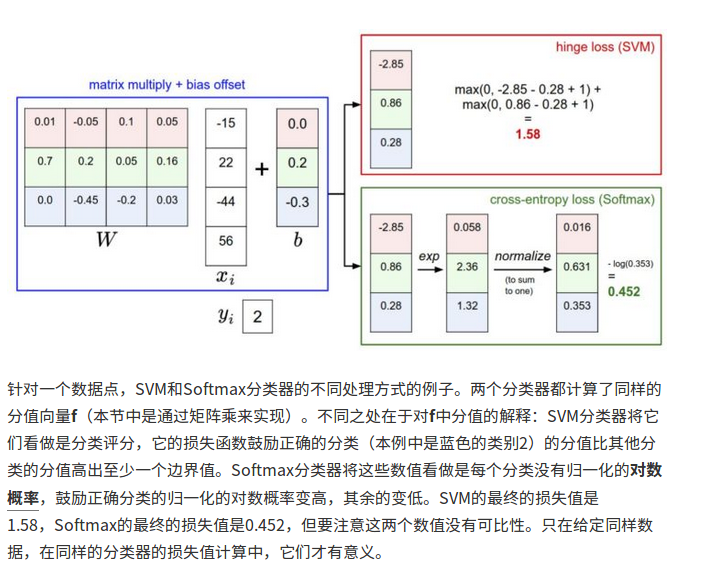 hinge loss (SVM)
matrix multiply + bias offset
0.01 -0.05 0.1 0.05
0.7 0.2 0.05 0.16
0.0 -0.45 -0.2 0.03
W
-15
22
-44
56
x_i
+
0.0
0.2
-0.3
b
y_i 2
-2.85
0.86
0.28
max(0, -2.85 - 0.28 + 1) +
max(0, 0.86 - 0.28 + 1)
=
1.58
cross-entropy loss (Softmax)
-2.85
0.86
0.28
exp
0.058
2.36
1.32
normalize
(to sum
to one)
0.016
0.631
0.353
- log(0.353)
=
0.452
针对一个数据点，SVM和Softmax分类器的不同处理方式的例子。两个分类器都计算了同样的
分值向量f（本节中是通过矩阵乘来实现）。不同之处在于对f中分值的解释：SVM分类器将它
们看做是分类评分，它的损失函数鼓励正确的分类（本例中是蓝色的类别2）的分值比其他分
类的分值高出至少一个边界值。Softmax分类器将这些数值看做是每个分类没有归一化的对数
概率，鼓励正确分类的归一化的对数概率变高，其余的变低。SVM的最终的损失值是
1.58，Softmax的最终的损失值是0.452，但要注意这两个数值没有可比性。只在给定同样数
据，在同样的分类器的损失值计算中，它们才有意义。